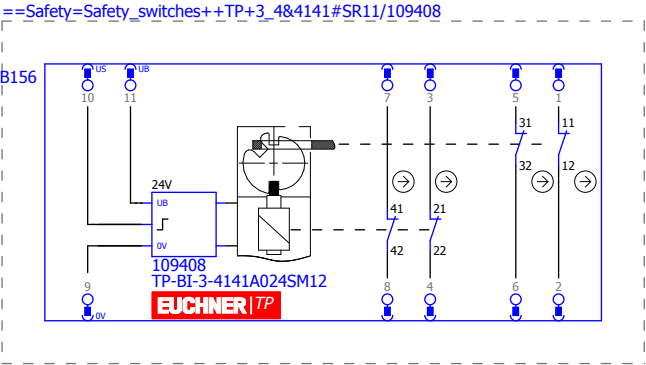 ==Safety=Safety_switches++TP+3_4&4141#SR11/109408
B156
US UB
10 11 7 3 5 1
31 11
32 12
24V
UB
0V
41 21
42 22
109408
TP-BI-3-4141A024SM12
EUCHNER TP
9 8 4 6 2
0V